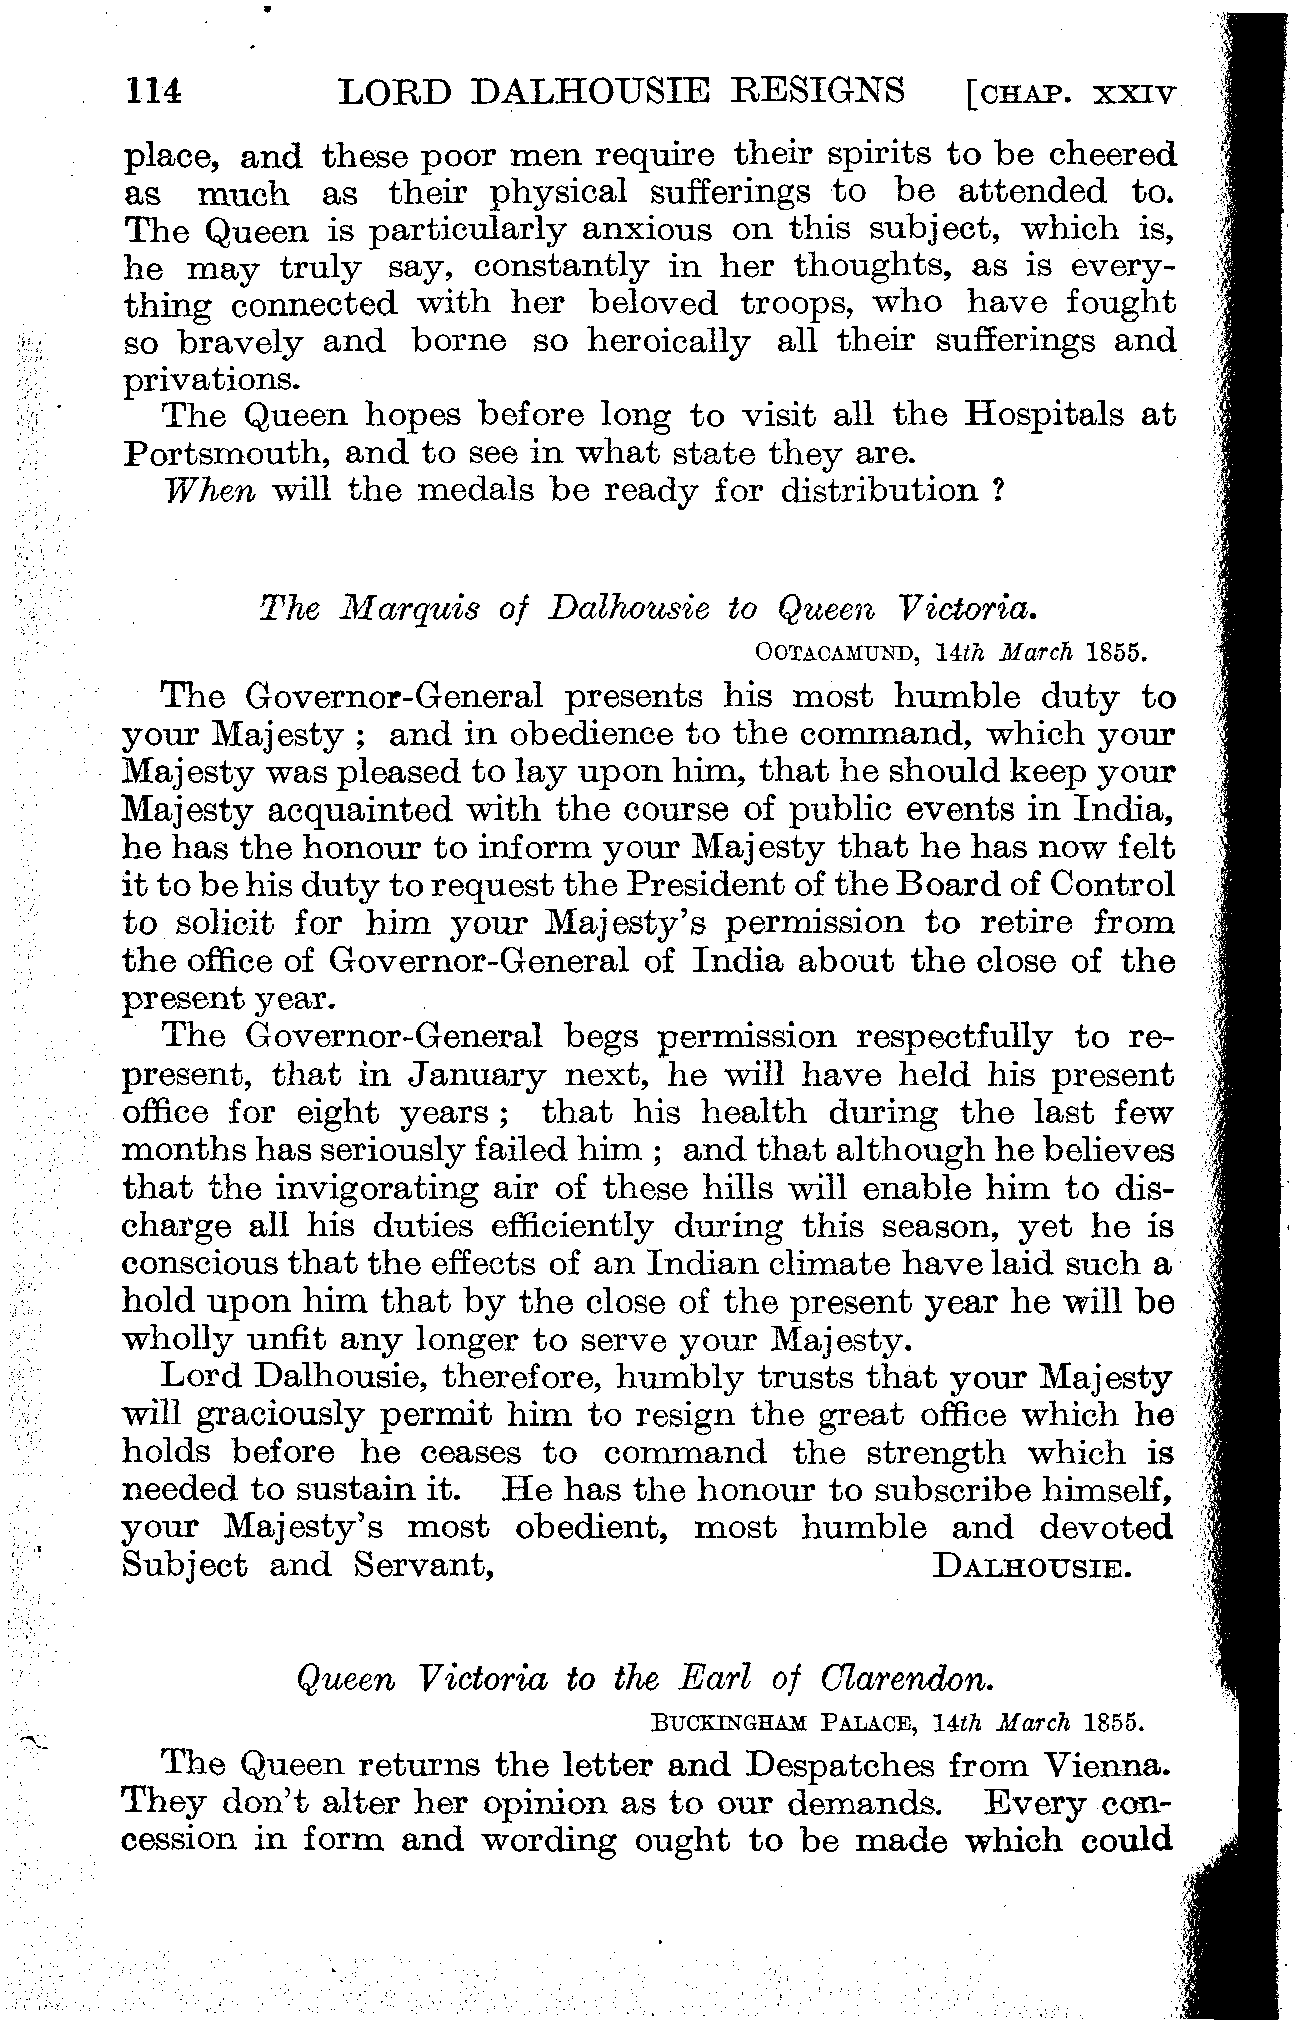 114 LORD DALHOUSIE RESIGNS [CHAP. XXIV
place, and these poor men require their spirits to be cheered
as much as their physical sufferings to be attended to.
The Queen is particularly anxious on this subject, which is,
he may truly say, constantly in her thoughts, as is every-
thing connected with her beloved troops, who have fought
so bravely and borne so heroically all their sufferings and
privations.
The Queen hopes before long to visit all the Hospitals at
Portsmouth, and to see in what state they are.
When will the medals be ready for distribution ?
The Marquis of Dalhousie to Queen Victoria.
OOTACAMUND, 14th March 1855.
The Governor-General presents his most humble duty to
your Majesty ; and in obedience to the command, which your
Majesty was pleased to lay upon him, that he should keep your
Majesty acquainted with the course of public events in India,
he has the honour to inform your Majesty that he has now felt
it to be his duty to request the President of the Board of Control
to solicit for him your Majesty's permission to retire from
the office of Governor-General of India about the close of the
present year.
The Governor-General begs permission respectfully to re-
present, that in January next, he will have held his present
office for eight years ; that his health during the last few
months has seriously failed him ; and that although he believes
that the invigorating air of these hills will enable him to dis-
charge all his duties efficiently during this season, yet he is
conscious that the effects of an Indian climate have laid such a
hold upon him that by the close of the present year he will be
wholly unfit any longer to serve your Majesty.
Lord Dalhousie, therefore, humbly trusts that your Majesty
will graciously permit him to resign the great office which he
holds before he ceases to command the strength which is
needed to sustain it. He has the honour to subscribe himself,
your Majesty's most obedient, most humble and devoted
Subject and Servant, DALHOUSIE.
Queen Victoria to the Earl of Clarendon.
BUCKINGHAM PALACE, 14th March 1855.
The Queen returns the letter and Despatches from Vienna.
They don't alter her opinion as to our demands. Every con-
cession in form and wording ought to be made which could